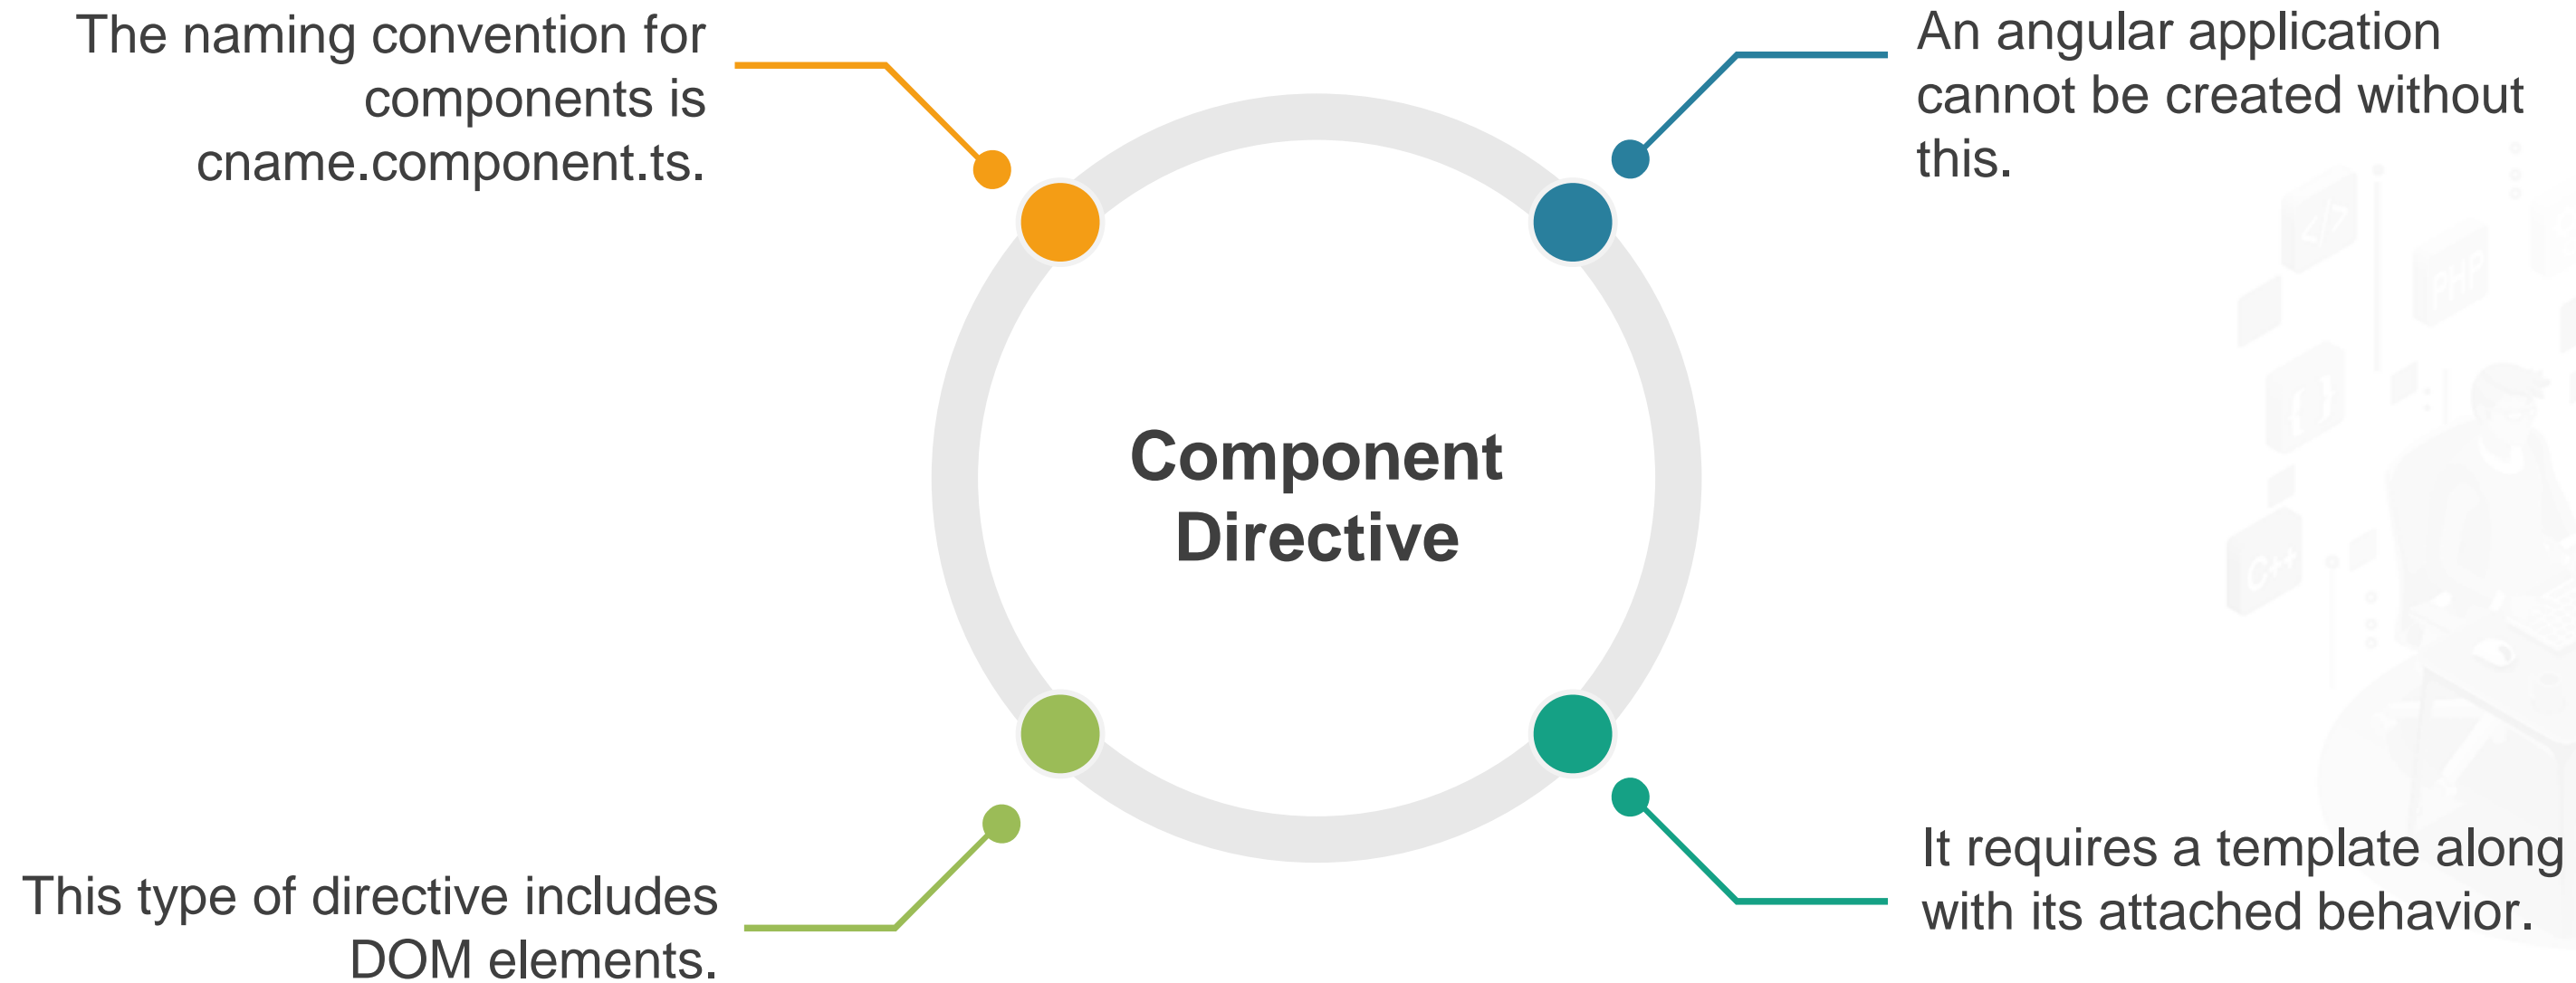 The naming convention for
components is
cname.component.ts.
An angular application
cannot be created without
this.
Component
Directive
This type of directive includes
DOM elements.
It requires a template along
with its attached behavior.
</>
PHP
{ }
C++